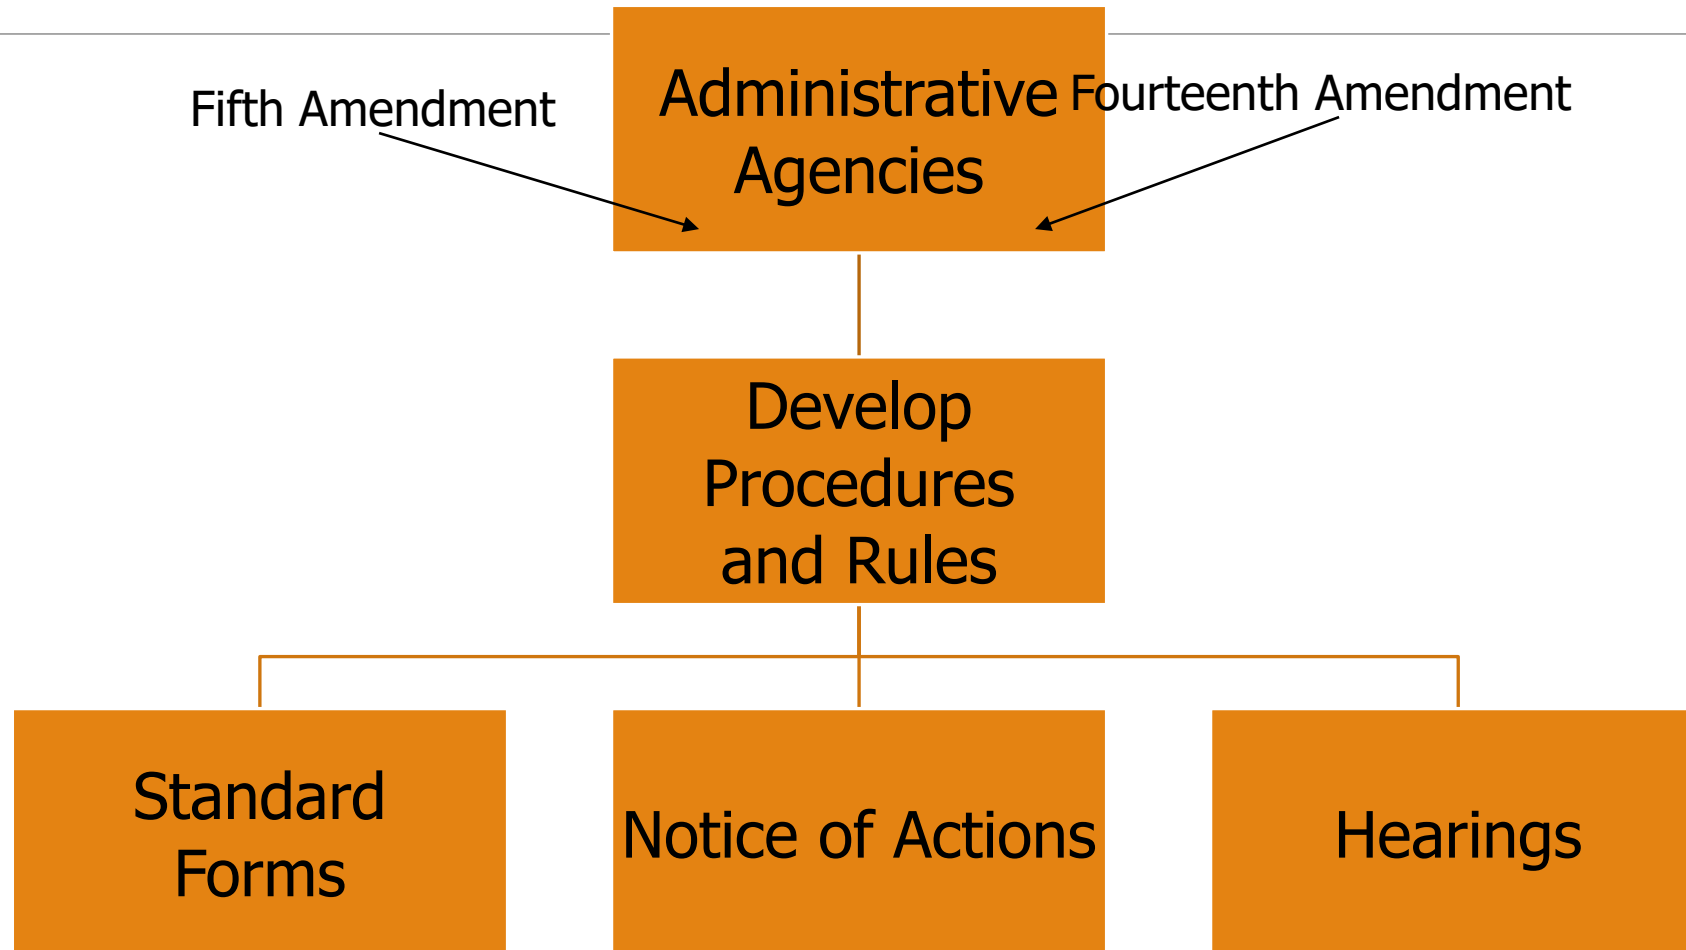 Fifth Amendment
Administrative
Agencies
Fourteenth Amendment
Develop
Procedures
and Rules
Standard
Forms
Notice of Actions
Hearings